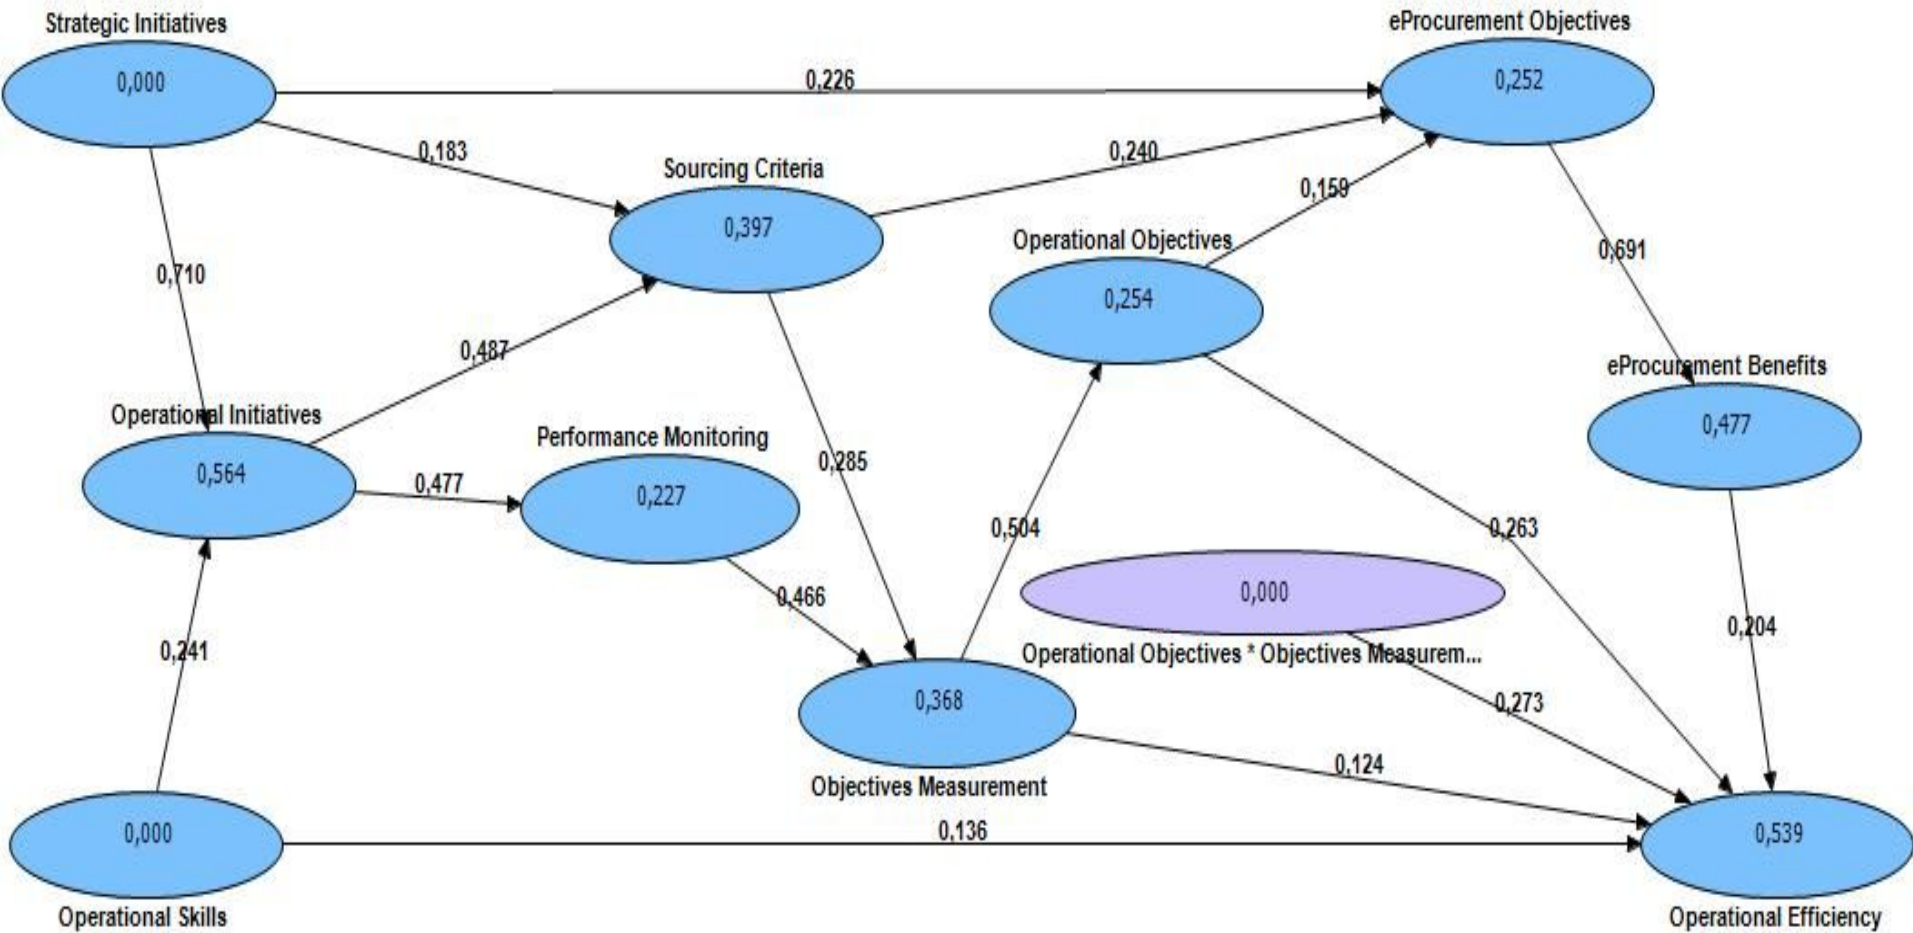 Strategic Initiatives
eProcurement Objectives
0,000
0,226
0,252
0,183
Sourcing Criteria
0,240
0,159
0,397
Operational Objectives
0,691
0,710
0,254
0,487
eProcurement Benefits
Operational Initiatives
Performance Monitoring
0,477
0,285
0,564
0,477
0,227
0,504
0,263
0,466
0,000
0,204
0,241
Operational Objectives * Objectives Measurem...
0,368
0,273
0,124
Objectives Measurement
0,000
0,136
0,539
Operational Skills
Operational Efficiency